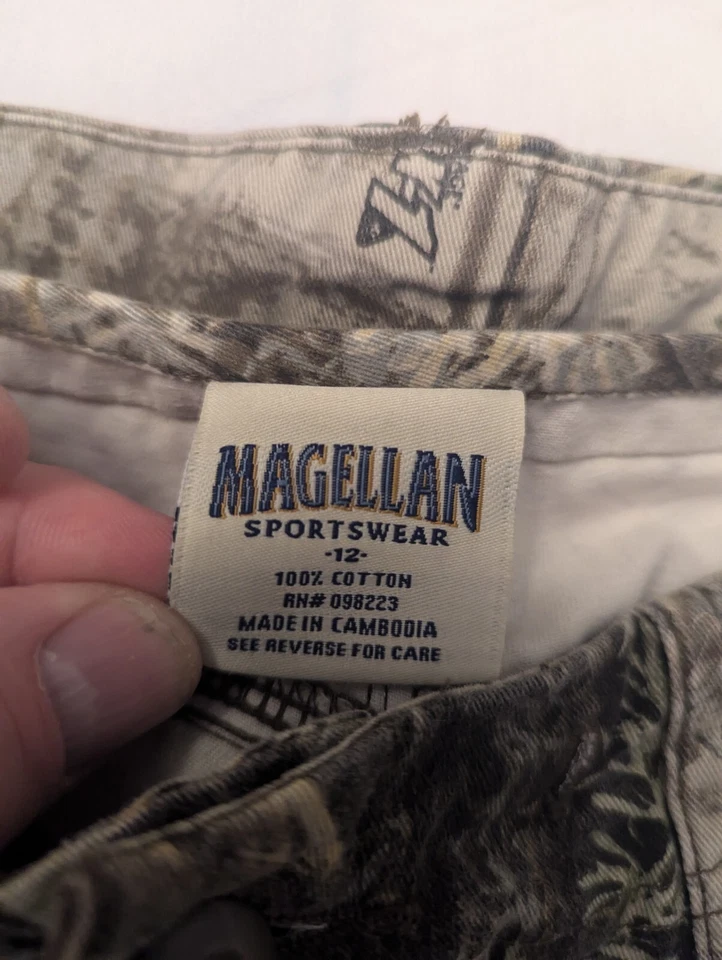 MAGELLAN
SPORTSWEAR
-12-
100% COTTON
RN# 098223
MADE IN CAMBODIA
SEE REVERSE FOR CARE